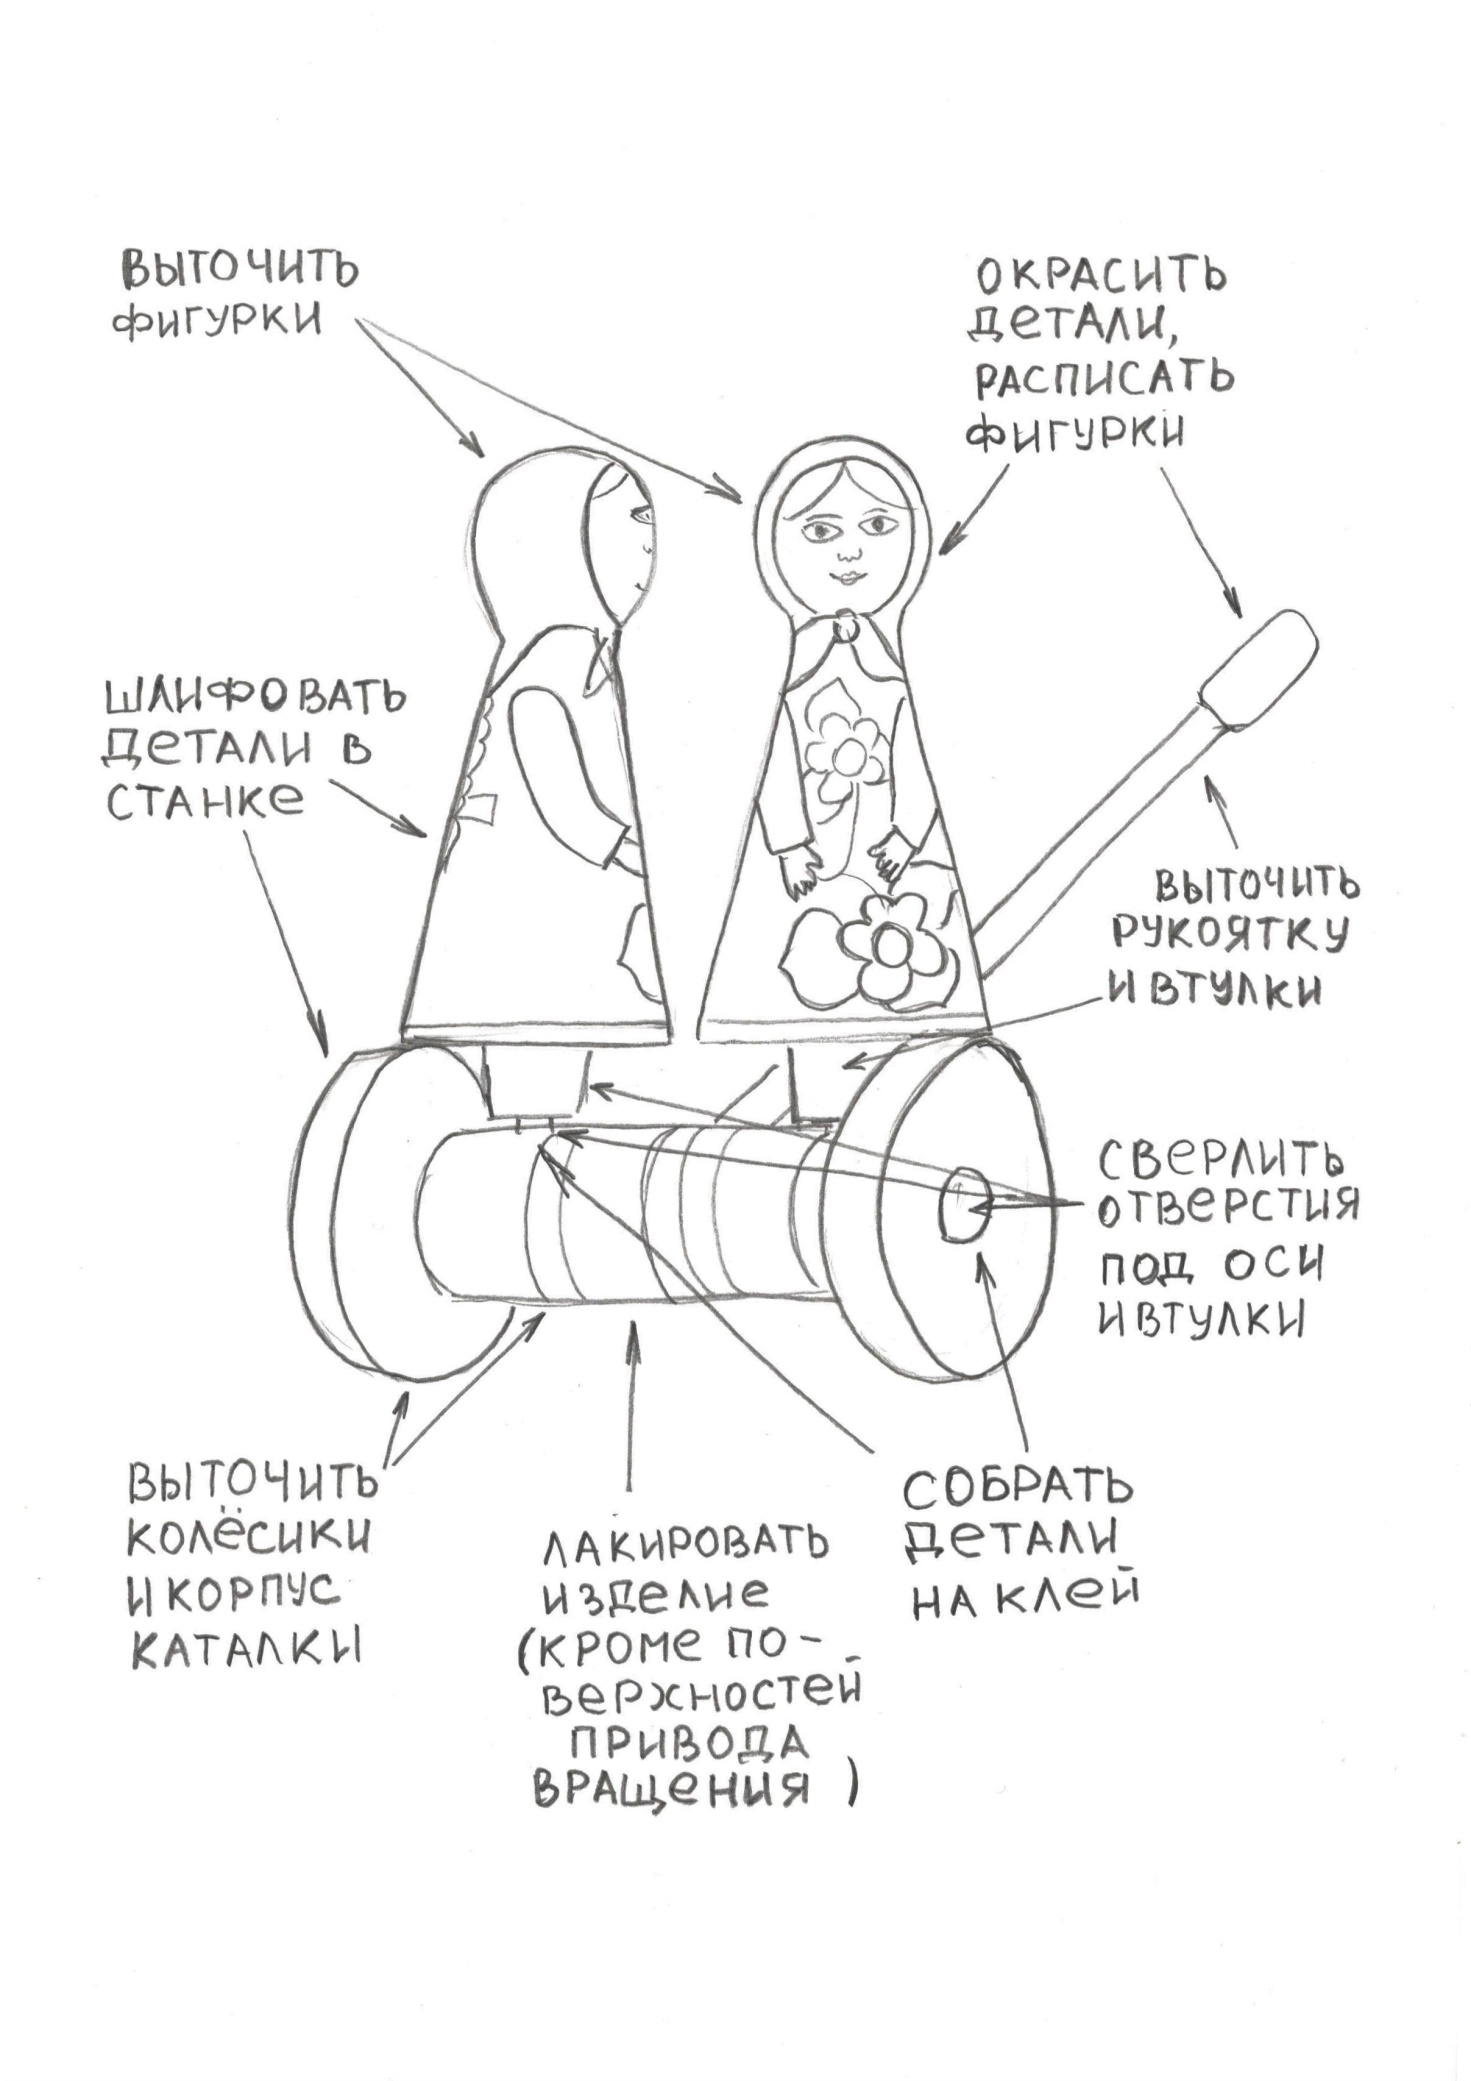 ВЫТОЧИТЬ
ФИГУРКИ
ОКРАСИТЬ
ДЕТАЛИ,
РАСПИСАТЬ
ФИГУРКИ
ШЛИФОВАТЬ
ДЕТАЛИ В
СТАНКЕ
ВЫТОЧИТЬ
РУКОЯТКУ
И ВТУЛКИ
СВЕРЛИТЬ
ОТВЕРСТИЯ
ПОД ОСИ
И ВТУЛКИ
ВЫТОЧИТЬ
КОЛЁСИКИ
И КОРПУС
КАТАЛКИ
ЛАКИРОВАТЬ
ИЗДЕЛИЕ
(КРОМЕ ПО-
ВЕРХНОСТЕЙ
ПРИВОДА
ВРАЩЕНИЯ)
СОБРАТЬ
ДЕТАЛИ
НА КЛЕЙ